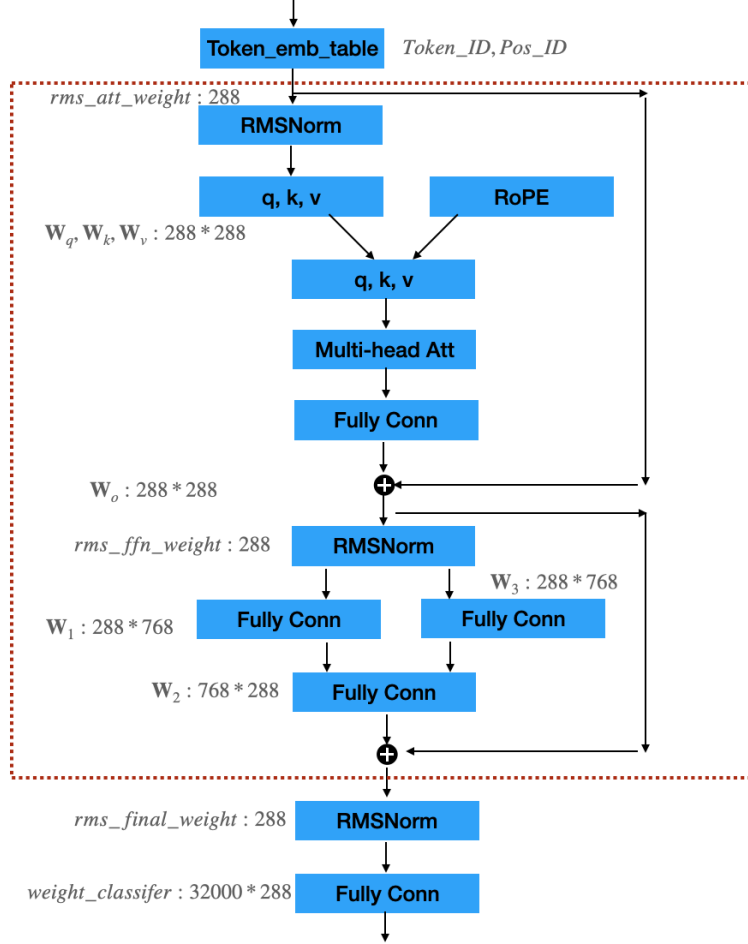 Token_emb_table Token_ID, Pos_ID
rms_att_weight : 288
RMSNorm
q, k, v RoPE
W_q, W_k, W_v : 288 * 288
q, k, v
Multi-head Att
Fully Conn
W_o : 288 * 288
rms_ffn_weight : 288
RMSNorm
W_3 : 288 * 768
W_1 : 288 * 768
Fully Conn Fully Conn
W_2 : 768 * 288
Fully Conn
rms_final_weight : 288
RMSNorm
weight_classifer : 32000 * 288
Fully Conn